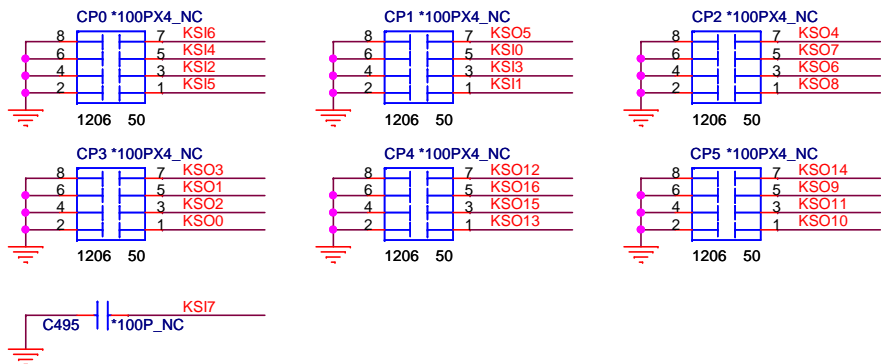 CP0 *100PX4_NC
8 7 KSI6
6 5 KSI4
4 3 KSI2
2 1 KSI5
1206 50
CP1 *100PX4_NC
8 7 KSO5
6 5 KSI0
4 3 KSI3
2 1 KSI1
1206 50
CP2 *100PX4_NC
8 7 KSO4
6 5 KSO7
4 3 KSO6
2 1 KSO8
1206 50
CP3 *100PX4_NC
8 7 KSO3
6 5 KSO1
4 3 KSO2
2 1 KSO0
1206 50
CP4 *100PX4_NC
8 7 KSO12
6 5 KSO16
4 3 KSO15
2 1 KSO13
1206 50
CP5 *100PX4_NC
8 7 KSO14
6 5 KSO9
4 3 KSO11
2 1 KSO10
1206 50
KSI7
C495 *100P_NC